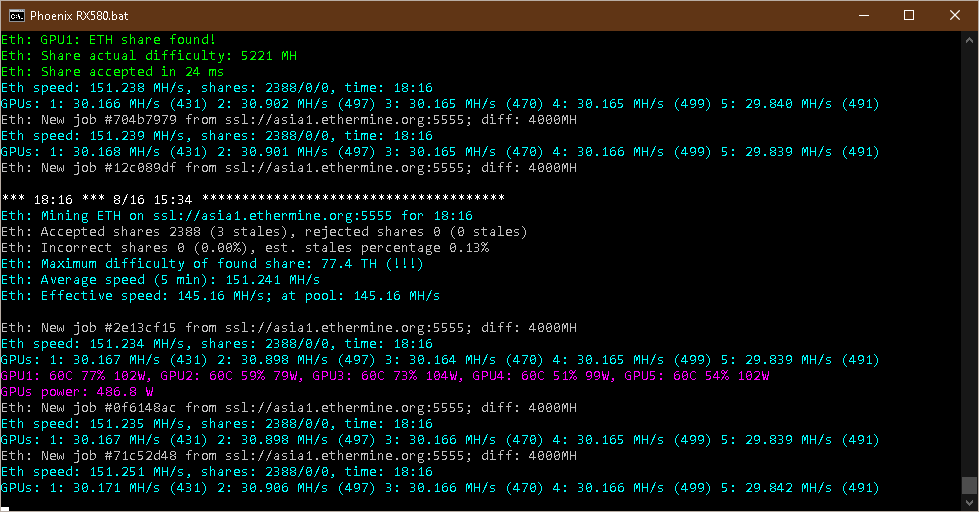 Phoenix RX580.bat
Eth: GPU1: ETH share found!
Eth: Share actual difficulty: 5221 MH
Eth: Share accepted in 24 ms
Eth speed: 151.238 MH/s, shares: 2388/0/0, time: 18:16
GPUs: 1: 30.166 MH/s (431) 2: 30.902 MH/s (497) 3: 30.165 MH/s (470) 4: 30.165 MH/s (499) 5: 29.840 MH/s (491)
Eth: New job #704b7979 from ssl://asia1.ethermine.org:5555; diff: 4000MH
Eth speed: 151.239 MH/s, shares: 2388/0/0, time: 18:16
GPUs: 1: 30.168 MH/s (431) 2: 30.901 MH/s (497) 3: 30.165 MH/s (470) 4: 30.166 MH/s (499) 5: 29.839 MH/s (491)
Eth: New job #12c089df from ssl://asia1.ethermine.org:5555; diff: 4000MH
*** 18:16 *** 8/16 15:34 **************************************
Eth: Mining ETH on ssl://asia1.ethermine.org:5555 for 18:16
Eth: Accepted shares 2388 (3 stales), rejected shares 0 (0 stales)
Eth: Incorrect shares 0 (0.00%), est. stales percentage 0.13%
Eth: Maximum difficulty of found share: 77.4 TH (!!!)
Eth: Average speed (5 min): 151.241 MH/s
Eth: Effective speed: 145.16 MH/s; at pool: 145.16 MH/s
Eth: New job #2e13cf15 from ssl://asia1.ethermine.org:5555; diff: 4000MH
Eth speed: 151.234 MH/s, shares: 2388/0/0, time: 18:16
GPUs: 1: 30.167 MH/s (431) 2: 30.898 MH/s (497) 3: 30.164 MH/s (470) 4: 30.165 MH/s (499) 5: 29.839 MH/s (491)
GPU1: 60C 77% 102W, GPU2: 60C 59% 79W, GPU3: 60C 73% 104W, GPU4: 60C 51% 99W, GPU5: 60C 54% 102W
GPUs power: 486.8 W
Eth: New job #0f6148ac from ssl://asia1.ethermine.org:5555; diff: 4000MH
Eth speed: 151.235 MH/s, shares: 2388/0/0, time: 18:16
GPUs: 1: 30.167 MH/s (431) 2: 30.898 MH/s (497) 3: 30.166 MH/s (470) 4: 30.165 MH/s (499) 5: 29.839 MH/s (491)
Eth: New job #71c52d48 from ssl://asia1.ethermine.org:5555; diff: 4000MH
Eth speed: 151.251 MH/s, shares: 2388/0/0, time: 18:16
GPUs: 1: 30.171 MH/s (431) 2: 30.906 MH/s (497) 3: 30.166 MH/s (470) 4: 30.166 MH/s (499) 5: 29.842 MH/s (491)